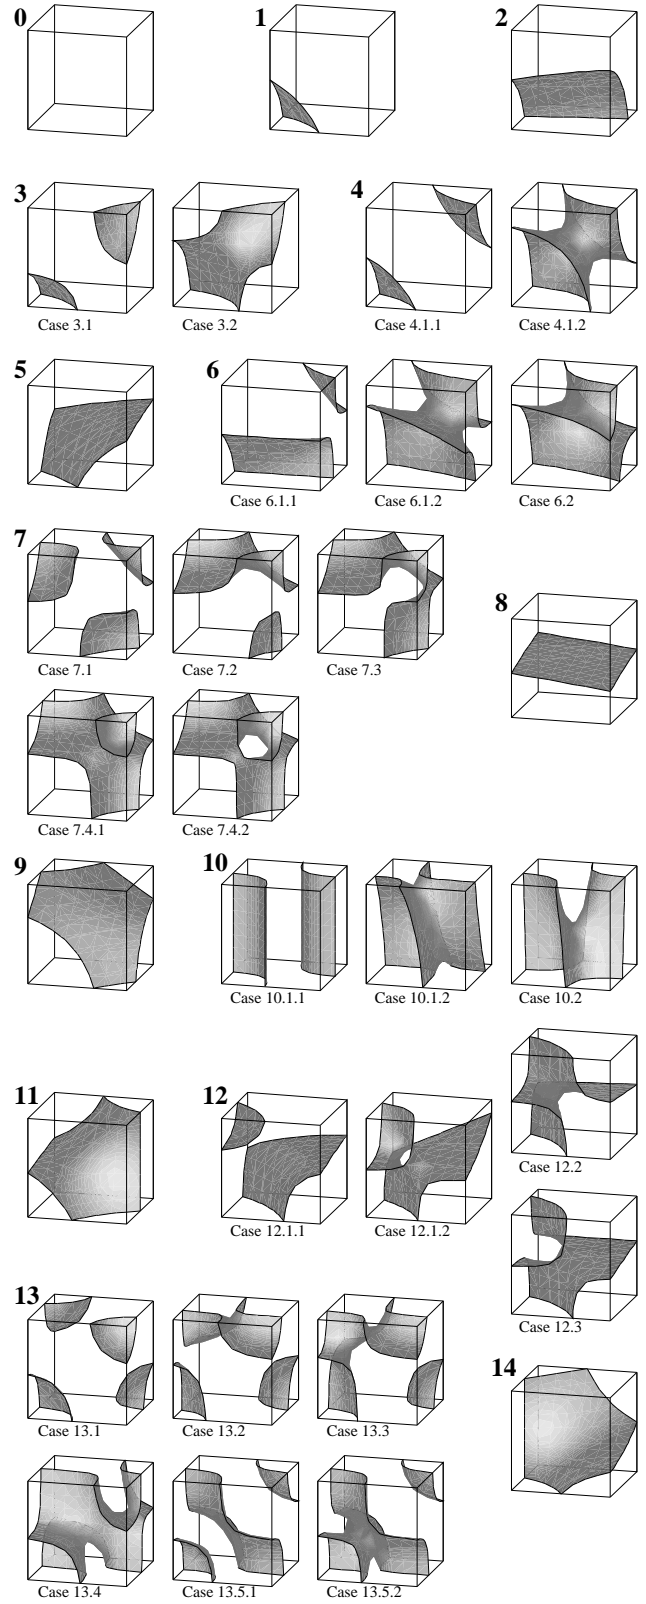 0 1 2
3 4
Case 3.1 Case 3.2 Case 4.1.1 Case 4.1.2
5 6
Case 6.1.1 Case 6.1.2 Case 6.2
7
Case 7.1 Case 7.2 Case 7.3
8
Case 7.4.1 Case 7.4.2
9 10
Case 10.1.1 Case 10.1.2 Case 10.2
11 12
Case 12.2
Case 12.1.1 Case 12.1.2
13
Case 12.3
14
Case 13.1 Case 13.2 Case 13.3
Case 13.4 Case 13.5.1 Case 13.5.2